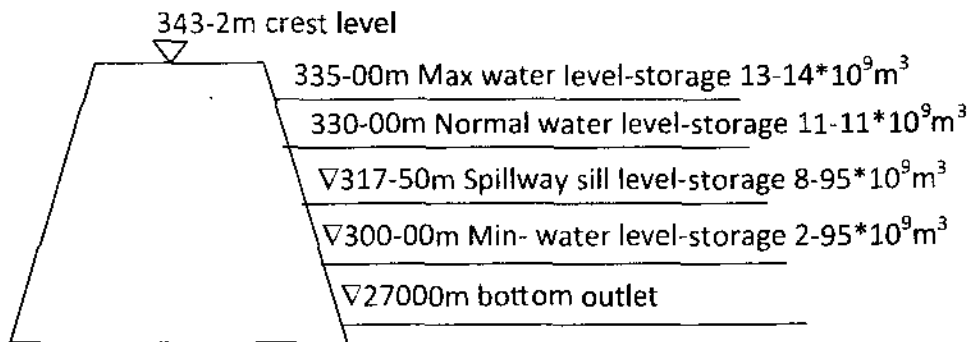 343-2m crest level
335-00m Max water level-storage 13-14*10⁹m³
330-00m Normal water level-storage 11-11*10⁹m³
▽317-50m Spillway sill level-storage 8-95*10⁹m³
▽300-00m Min- water level-storage 2-95*10⁹m³
▽27000m bottom outlet